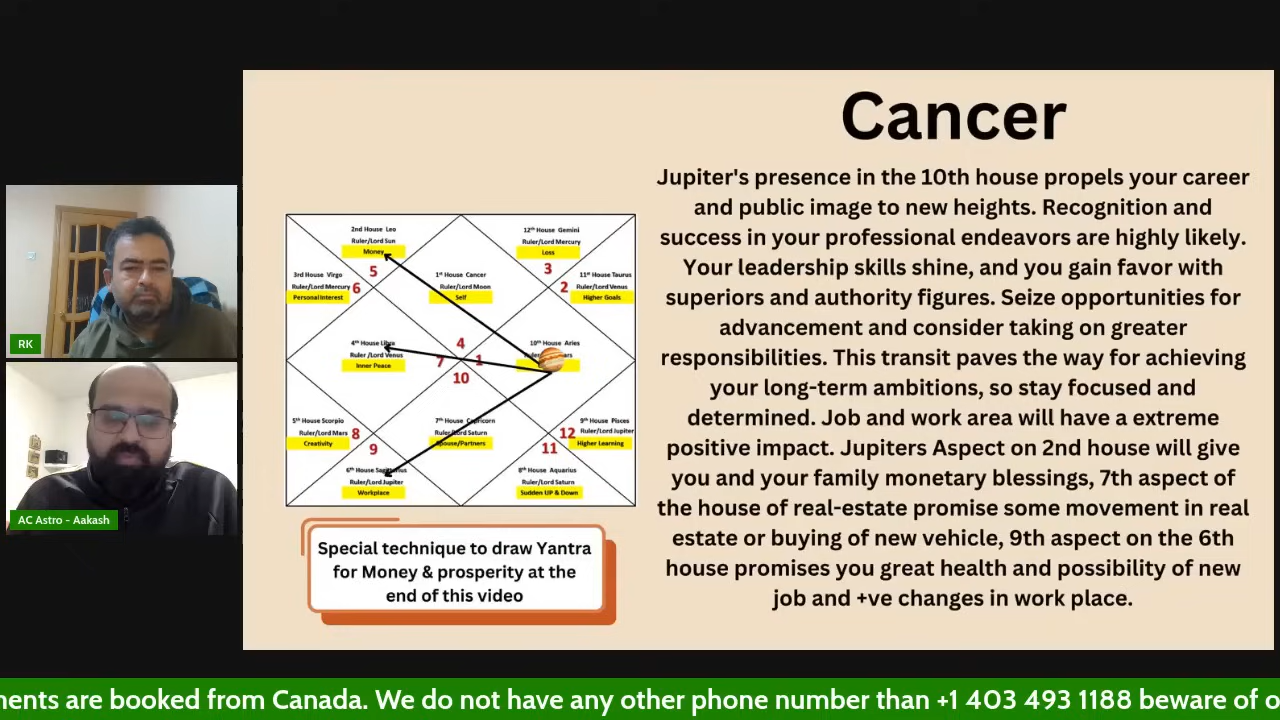 Cancer
Jupiter's presence in the 10th house propels your career
and public image to new heights. Recognition and
success in your professional endeavors are highly likely.
Your leadership skills shine, and you gain favor with
superiors and authority figures. Seize opportunities for
advancement and consider taking on greater
responsibilities. This transit paves the way for achieving
your long-term ambitions, so stay focused and
determined. Job and work area will have a extreme
positive impact. Jupiters Aspect on 2nd house will give
you and your family monetary blessings, 7th aspect of
the house of real-estate promise some movement in real
estate or buying of new vehicle, 9th aspect on the 6th
house promises you great health and possibility of new
job and +ve changes in work place.
2nd House Leo
Ruler/Lord Sun
Money
5
12th House Gemini
Ruler/Lord Mercury
Loss
3
3rd House Virgo
Ruler/Lord Mercury
Personal Interest
6
1st House Cancer
Ruler/Lord Moon
Self
2
11st House Taurus
Ruler/Lord Venus
Higher Goals
4th House Libra
Ruler /Lord Venus
Inner Peace
4
7
1
10
10th House Aries
5th House Scorpio
Ruler/Lord Mars
Creativity
8
9
7th House Capricorn
Ruler/Lord Saturn
Spouse/Partners
12
11
9th House Pisces
Ruler/Lord Jupiter
Higher Learning
6th House Sagittarius
Ruler/Lord Jupiter
Workplace
8th House Aquarius
Ruler/Lord Saturn
Sudden UP & Down
Special technique to draw Yantra
for Money & prosperity at the
end of this video
RK
AC Astro - Aakash
ments are booked from Canada. We do not have any other phone number than +1 403 493 1188 beware of o